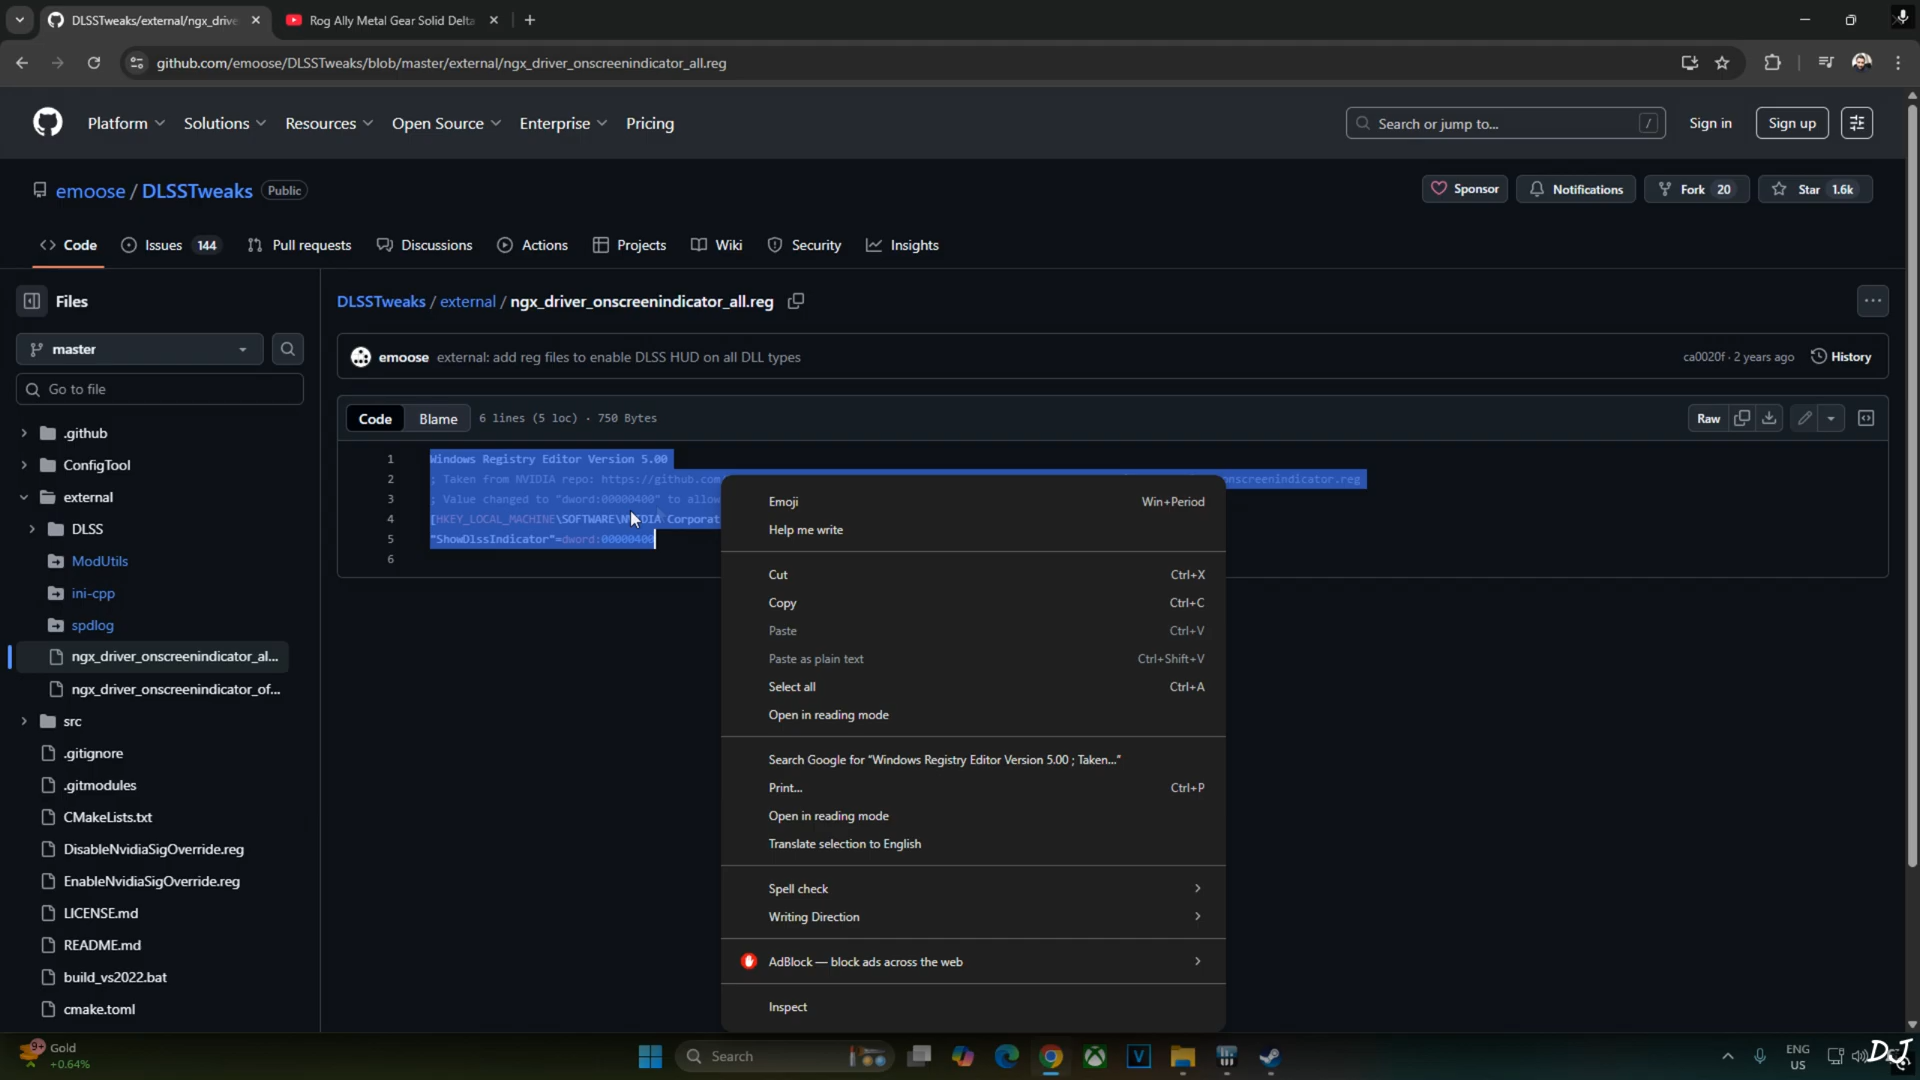 DLSSTweaks/external/ngx_drive
Rog Ally Metal Gear Solid Delta
github.com/emoose/DLSSTweaks/blob/master/external/ngx_driver_onscreenindicator_all.reg
Platform
Solutions
Resources
Open Source
Enterprise
Pricing
Search or jump to...
/
Sign in
Sign up
emoose / DLSSTweaks
Public
Sponsor
Notifications
Fork 20
Star 1.6k
Code
Issues 144
Pull requests
Discussions
Actions
Projects
Wiki
Security
Insights
Files
master
Go to file
.github
ConfigTool
external
DLSS
ModUtils
ini-cpp
spdlog
ngx_driver_onscreenindicator_al...
ngx_driver_onscreenindicator_of...
src
.gitignore
.gitmodules
CMakeLists.txt
DisableNvidiaSigOverride.reg
EnableNvidiaSigOverride.reg
LICENSE.md
README.md
build_vs2022.bat
cmake.toml
DLSSTweaks / external / ngx_driver_onscreenindicator_all.reg
emoose external: add reg files to enable DLSS HUD on all DLL types
ca0020f · 2 years ago
History
Code
Blame
6 lines (5 loc) · 750 Bytes
Raw
1 Windows Registry Editor Version 5.00
2 ; Taken from NVIDIA repo: https://github.com
nscreenindicator.reg
3 ; Value changed to "dword:00000400" to allow
4 [HKEY_LOCAL_MACHINE\SOFTWARE\NVIDIA Corporat
5 "ShowDlssIndicator"=dword:00000400
6
Emoji Win+Period
Help me write
Cut Ctrl+X
Copy Ctrl+C
Paste Ctrl+V
Paste as plain text Ctrl+Shift+V
Select all Ctrl+A
Open in reading mode
Search Google for "Windows Registry Editor Version 5.00 ; Taken..."
Print... Ctrl+P
Open in reading mode
Translate selection to English
Spell check
Writing Direction
AdBlock — block ads across the web
Inspect
9+
Gold
+0.64%
Search
V
ENG
US
DJ